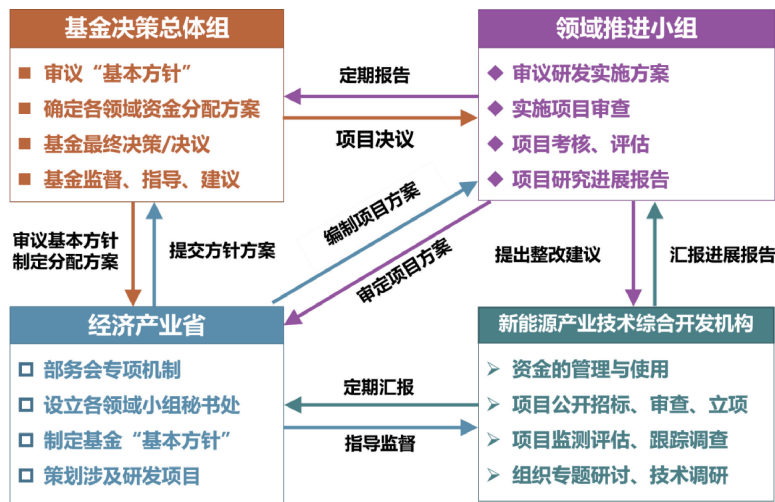 基金决策总体组
审议“基本方针”
确定各领域资金分配方案
基金最终决策/决议
基金监督、指导、建议
定期报告
项目决议
领域推进小组
审议研发实施方案
实施项目审查
项目考核、评估
项目研究进展报告
审议基本方针
制定分配方案
提交方针方案
编制项目方案
审定项目方案
提出整改建议
汇报进展报告
经济产业省
部务会专项机制
设立各领域小组秘书处
制定基金“基本方针”
策划涉及研发项目
定期汇报
指导监督
新能源产业技术综合开发机构
资金的管理与使用
项目公开招标、审查、立项
项目监测评估、跟踪调查
组织专题研讨、技术调研